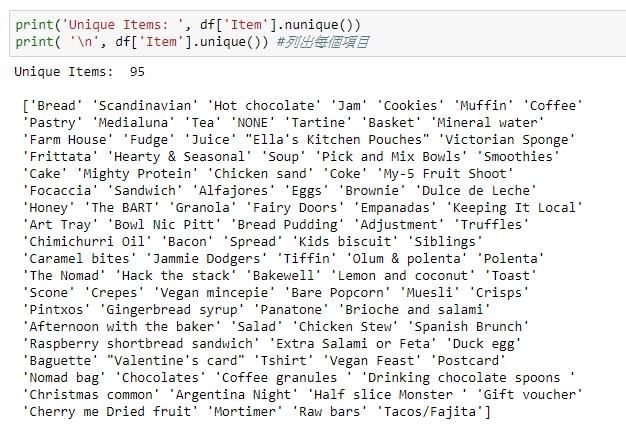 print('Unique Items: ', df['Item'].nunique())
print( '\n', df['Item'].unique()) #列出每個項目
Unique Items:  95
['Bread' 'Scandinavian' 'Hot chocolate' 'Jam' 'Cookies' 'Muffin' 'Coffee'
'Pastry' 'Medialuna' 'Tea' 'NONE' 'Tartine' 'Basket' 'Mineral water'
'Farm House' 'Fudge' 'Juice' "Ella's Kitchen Pouches" 'Victorian Sponge'
'Frittata' 'Hearty & Seasonal' 'Soup' 'Pick and Mix Bowls' 'Smoothies'
'Cake' 'Mighty Protein' 'Chicken sand' 'Coke' 'My-5 Fruit Shoot'
'Focaccia' 'Sandwich' 'Alfajores' 'Eggs' 'Brownie' 'Dulce de Leche'
'Honey' 'The BART' 'Granola' 'Fairy Doors' 'Empanadas' 'Keeping It Local'
'Art Tray' 'Bowl Nic Pitt' 'Bread Pudding' 'Adjustment' 'Truffles'
'Chimichurri Oil' 'Bacon' 'Spread' 'Kids biscuit' 'Siblings'
'Caramel bites' 'Jammie Dodgers' 'Tiffin' 'Olum & polenta' 'Polenta'
'The Nomad' 'Hack the stack' 'Bakewell' 'Lemon and coconut' 'Toast'
'Scone' 'Crepes' 'Vegan mincepie' 'Bare Popcorn' 'Muesli' 'Crisps'
'Pintxos' 'Gingerbread syrup' 'Panatone' 'Brioche and salami'
'Afternoon with the baker' 'Salad' 'Chicken Stew' 'Spanish Brunch'
'Raspberry shortbread sandwich' 'Extra Salami or Feta' 'Duck egg'
'Baguette' "Valentine's card" 'Tshirt' 'Vegan Feast' 'Postcard'
'Nomad bag' 'Chocolates' 'Coffee granules ' 'Drinking chocolate spoons '
'Christmas common' 'Argentina Night' 'Half slice Monster ' 'Gift voucher'
'Cherry me Dried fruit' 'Mortimer' 'Raw bars' 'Tacos/Fajita']